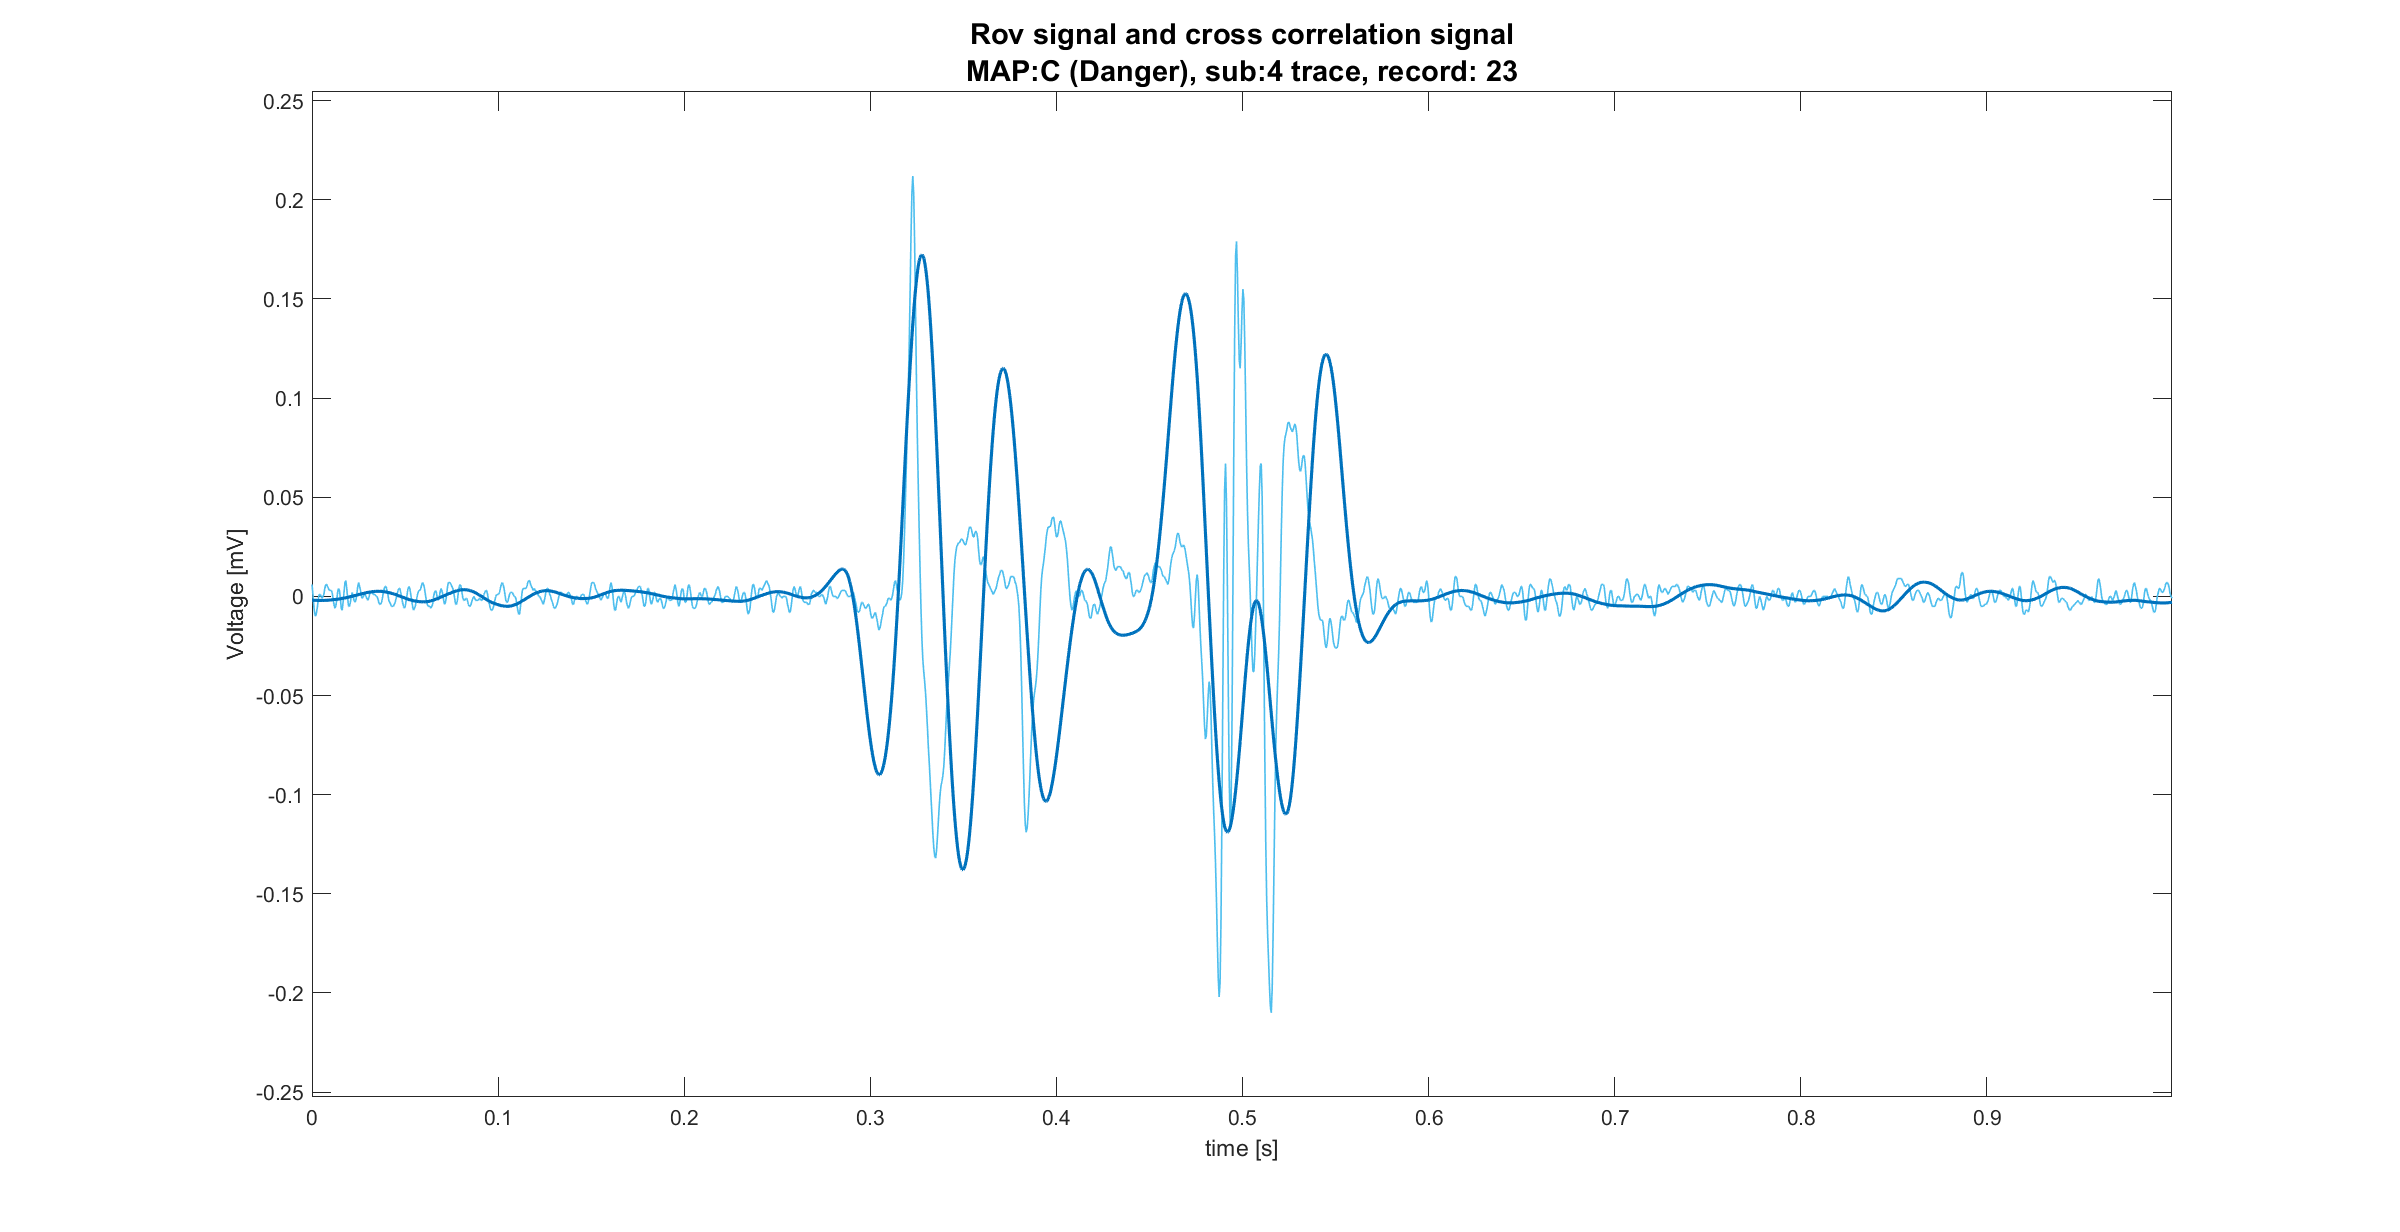 Rov signal and cross correlation signal
MAP:C (Danger), sub:4 trace, record: 23
0.25
0.2
0.15
0.1
0.05
0
-0.05
-0.1
-0.15
-0.2
-0.25
Voltage [mV]
0 0.1 0.2 0.3 0.4 0.5 0.6 0.7 0.8 0.9
time [s]